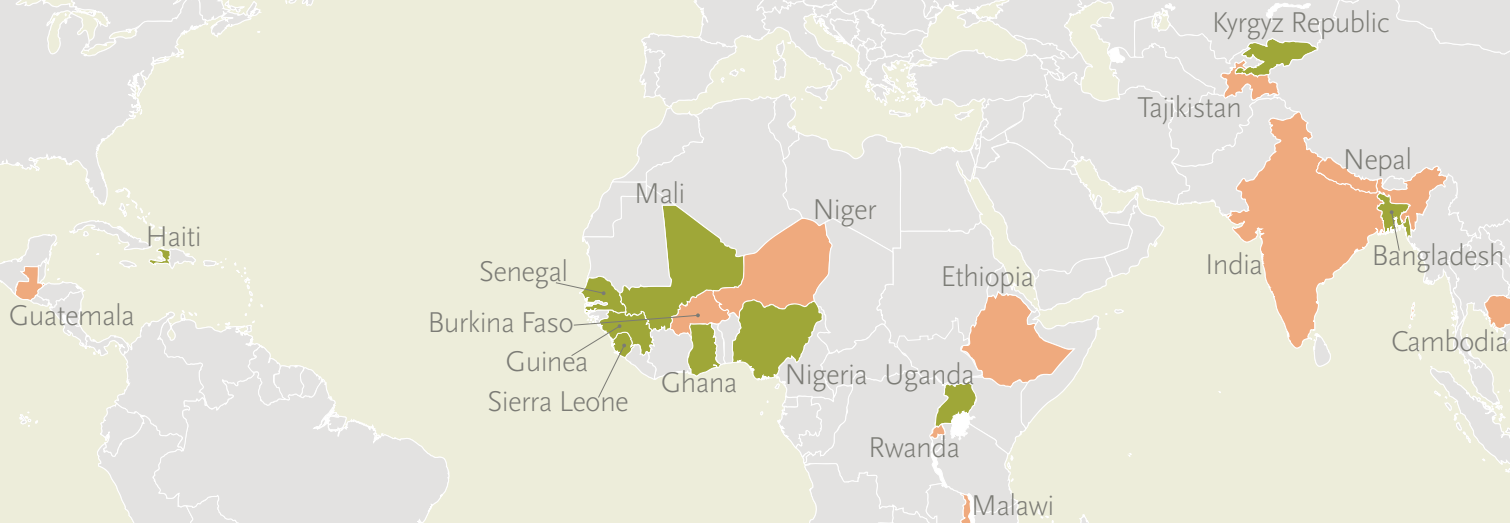 Kyrgyz Republic
Tajikistan
Nepal
Mali
Niger
Haiti
Senegal
Ethiopia
India
Bangladesh
Guatemala
Burkina Faso
Cambodia
Guinea
Ghana
Nigeria
Uganda
Sierra Leone
Rwanda
Malawi